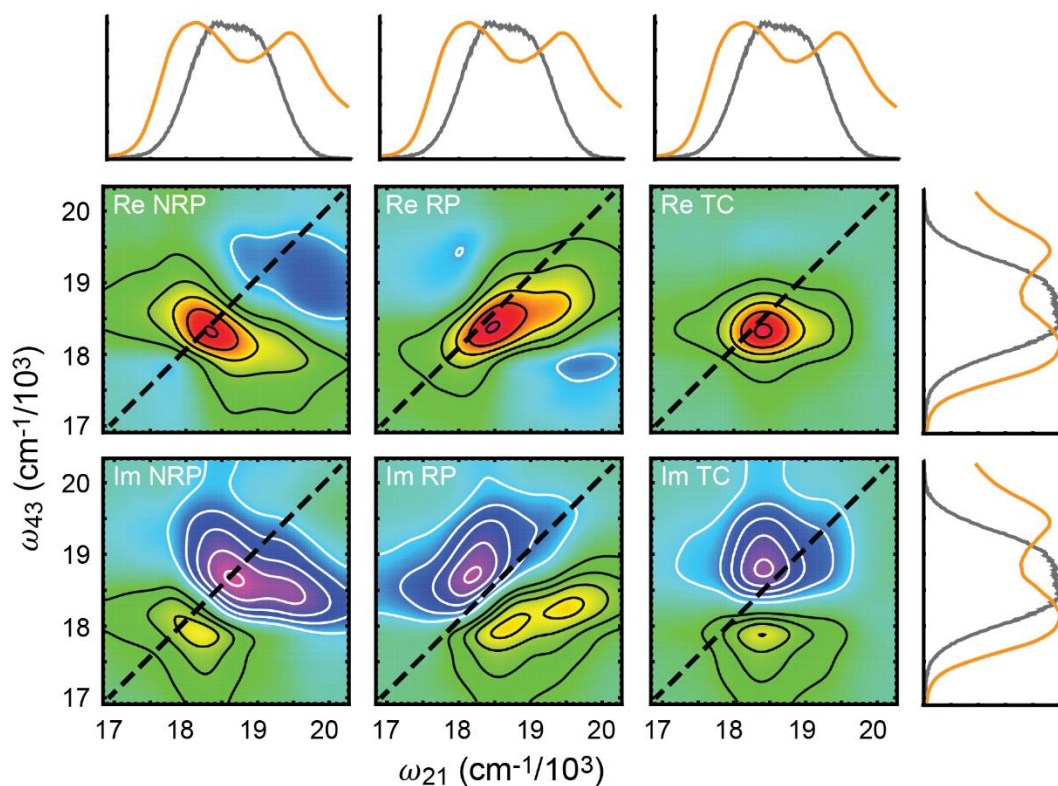 Re NRP Re RP Re TC
20
19
18
17
Im NRP Im RP Im TC
20
19
18
17
17 18 19 20 17 18 19 20 17 18 19 20
ω43 (cm-1/103)
ω21 (cm-1/103)